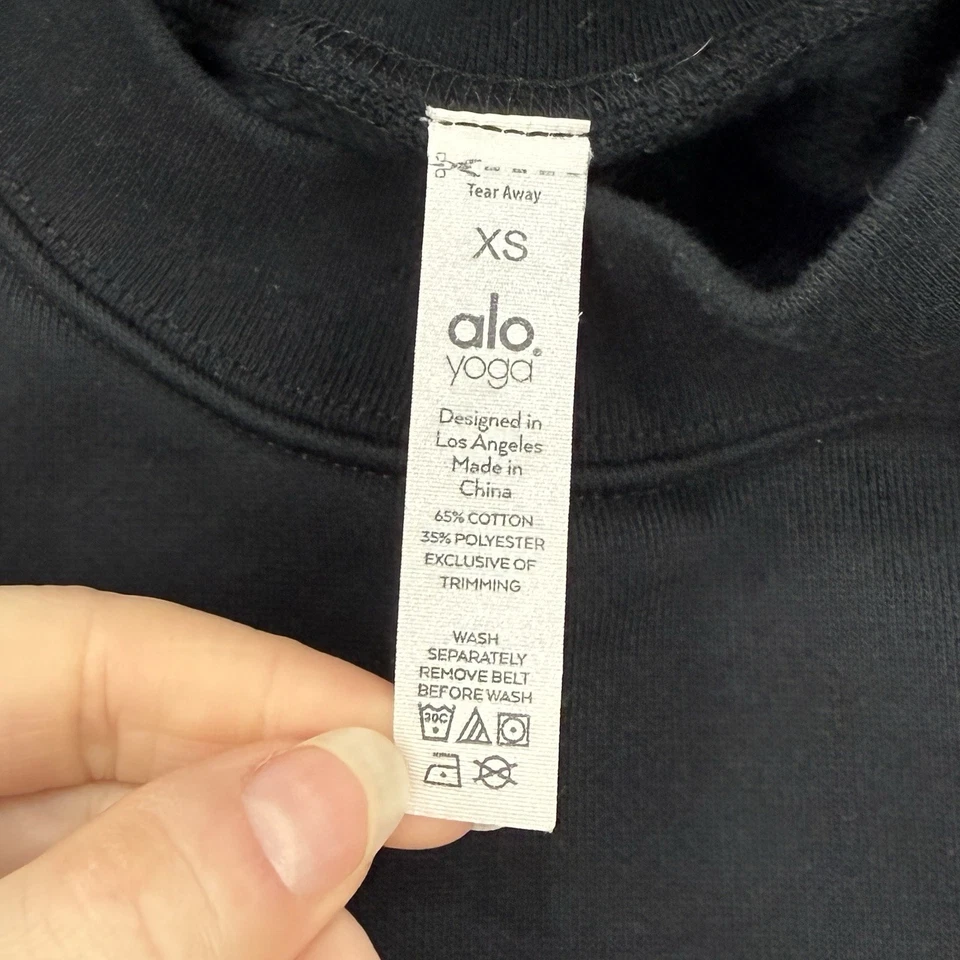 Tear Away
XS
alo®
yoga
Designed in
Los Angeles
Made in
China
65% COTTON
35% POLYESTER
EXCLUSIVE OF
TRIMMING
WASH
SEPARATELY
REMOVE BELT
BEFORE WASH
30C